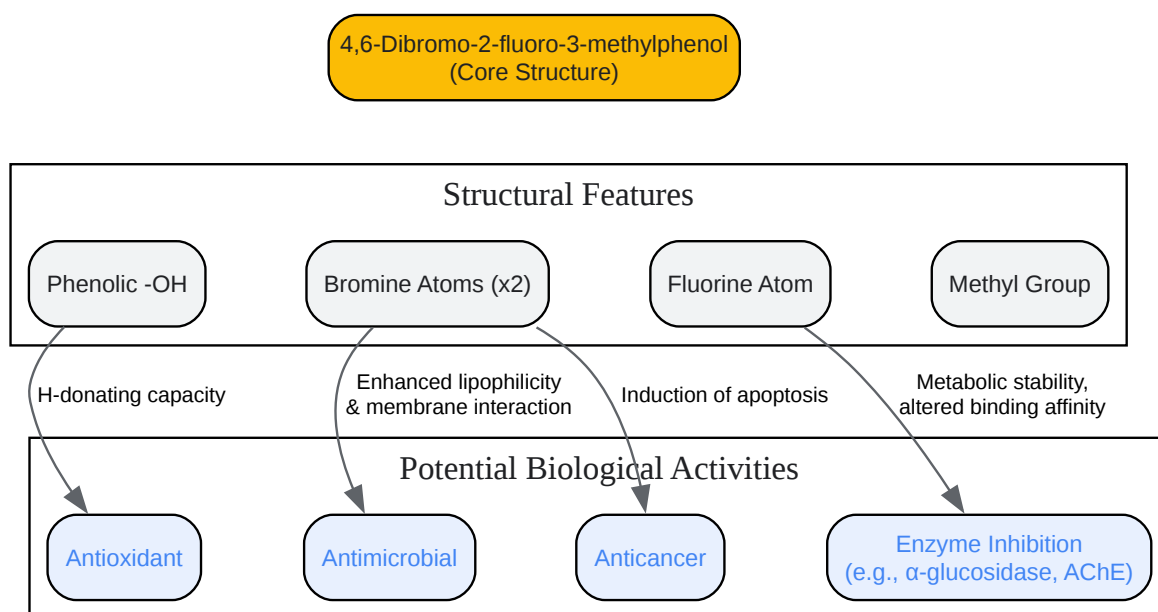 4,6-Dibromo-2-fluoro-3-methylphenol
(Core Structure)
Structural Features
Phenolic -OH
Bromine Atoms (x2)
Fluorine Atom
Methyl Group
H-donating capacity
Enhanced lipophilicity
& membrane interaction
Induction of apoptosis
Metabolic stability,
altered binding affinity
Potential Biological Activities
Antioxidant
Antimicrobial
Anticancer
Enzyme Inhibition
(e.g., α-glucosidase, AChE)